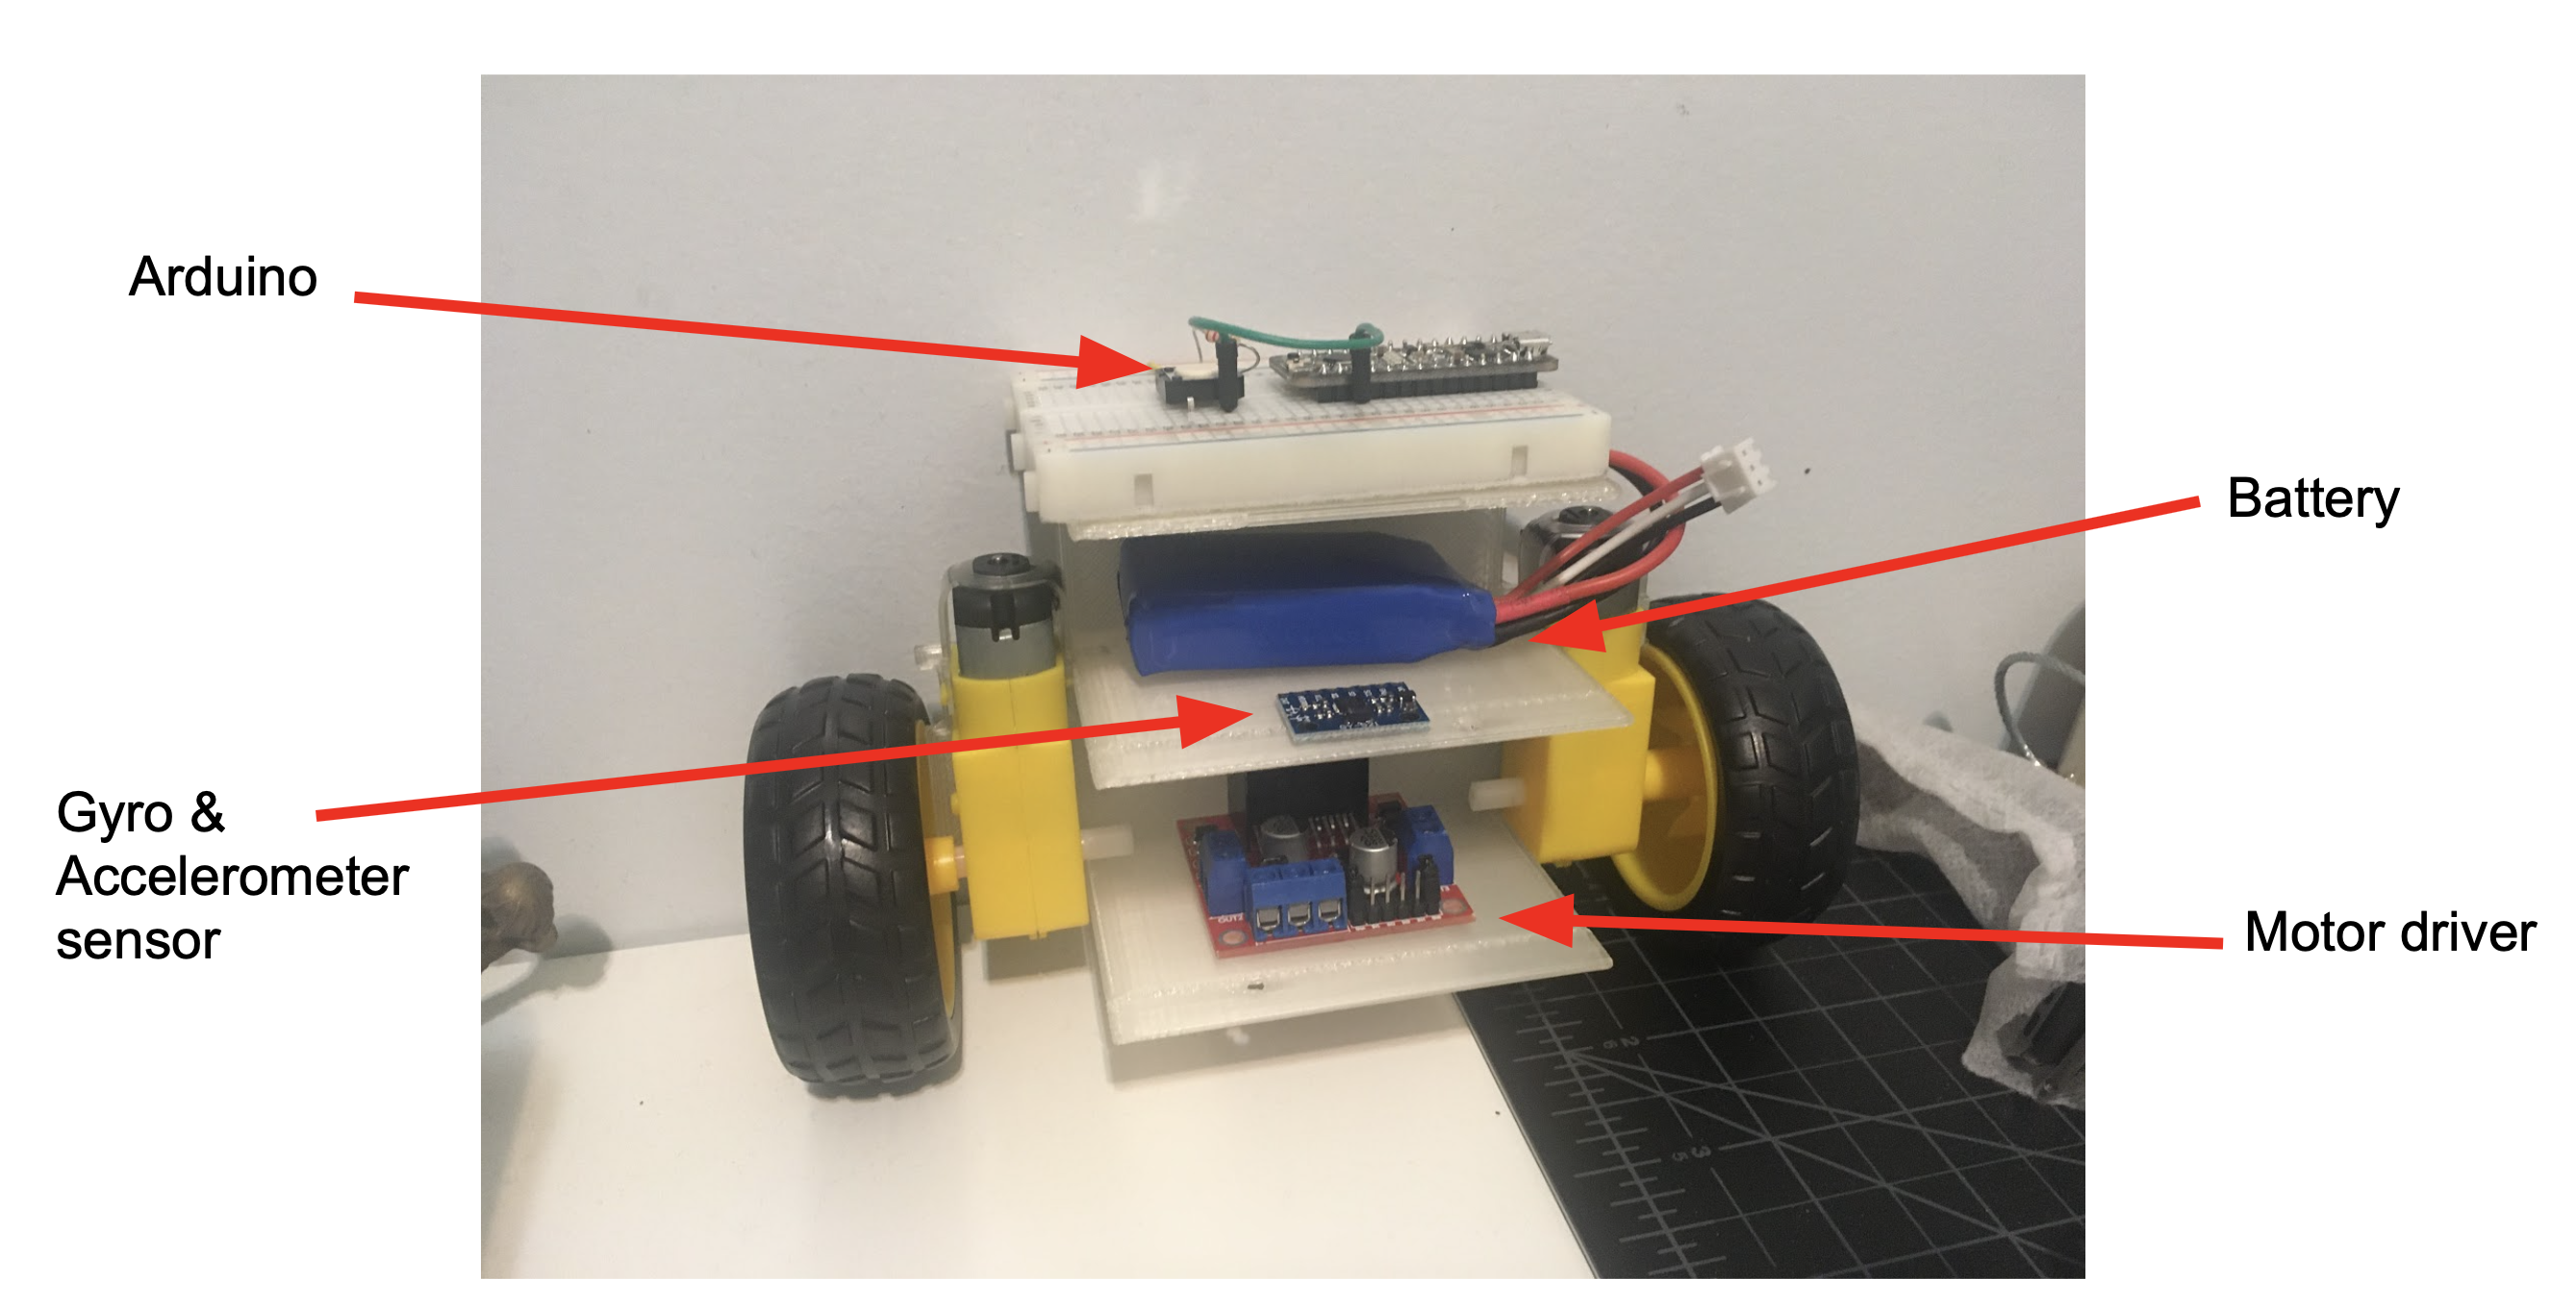 Arduino
Battery
Gyro &
Accelerometer
sensor
Motor driver